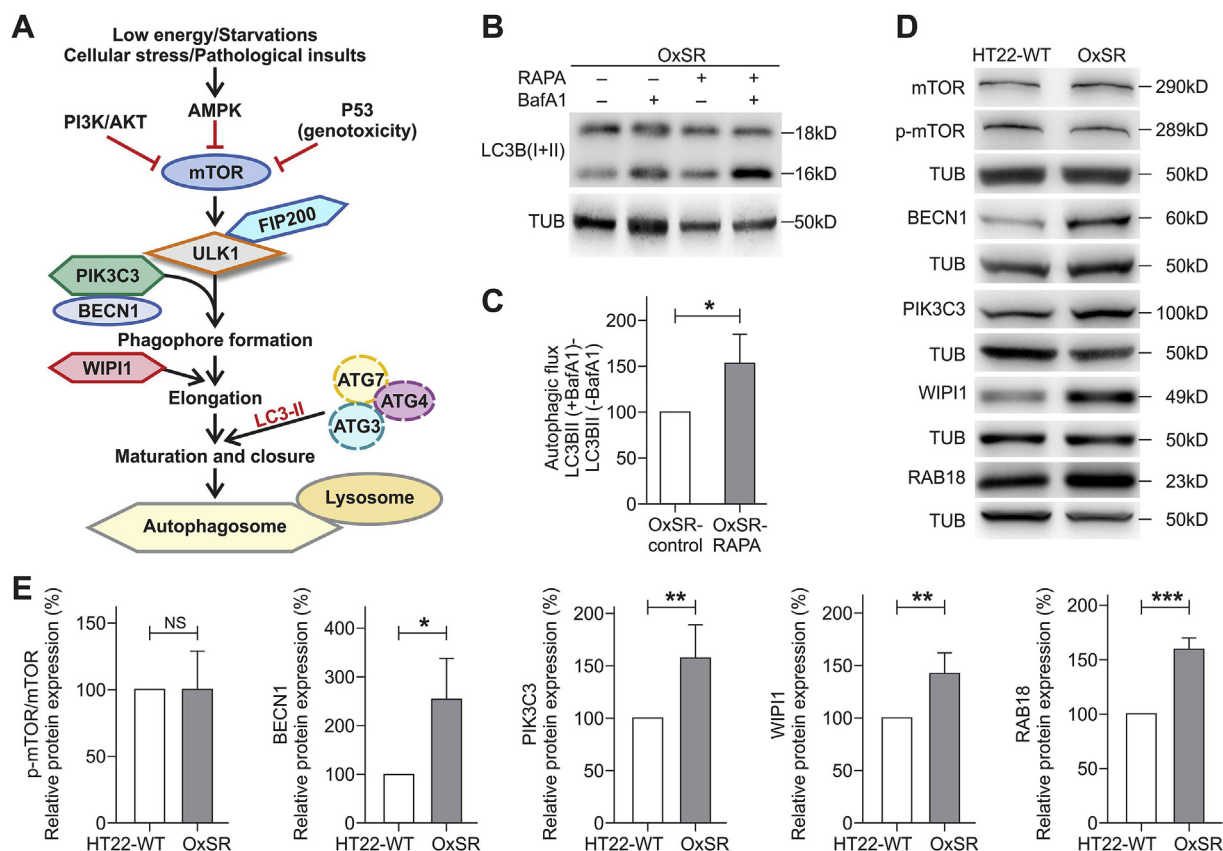 A
Low energy/Starvations
Cellular stress/Pathological insults
AMPK
PI3K/AKT
P53
(genotoxicity)
mTOR
FIP200
ULK1
PIK3C3
BECN1
Phagophore formation
WIPI1
Elongation
ATG7
ATG4
ATG3
LC3-II
Maturation and closure
Lysosome
Autophagosome
B
OxSR
RAPA – – + +
BafA1 – + – +
LC3B(I+II)
18kD
16kD
TUB
50kD
C
Autophagic flux
LC3BII (+BafA1)-
LC3BII (-BafA1)
200
150
100
50
0
*
OxSR-
control
OxSR-
RAPA
D
HT22-WT OxSR
mTOR 290kD
p-mTOR 289kD
TUB 50kD
BECN1 60kD
TUB 50kD
PIK3C3 100kD
TUB 50kD
WIPI1 49kD
TUB 50kD
RAB18 23kD
TUB 50kD
E
p-mTOR/mTOR
Relative protein expression (%)
150
100
50
0
NS
HT22-WT OxSR
BECN1
Relative protein expression (%)
400
300
200
100
0
*
HT22-WT OxSR
PIK3C3
Relative protein expression (%)
200
150
100
50
0
**
HT22-WT OxSR
WIPI1
Relative protein expression (%)
200
150
100
50
0
**
HT22-WT OxSR
RAB18
Relative protein expression (%)
200
150
100
50
0
***
HT22-WT OxSR